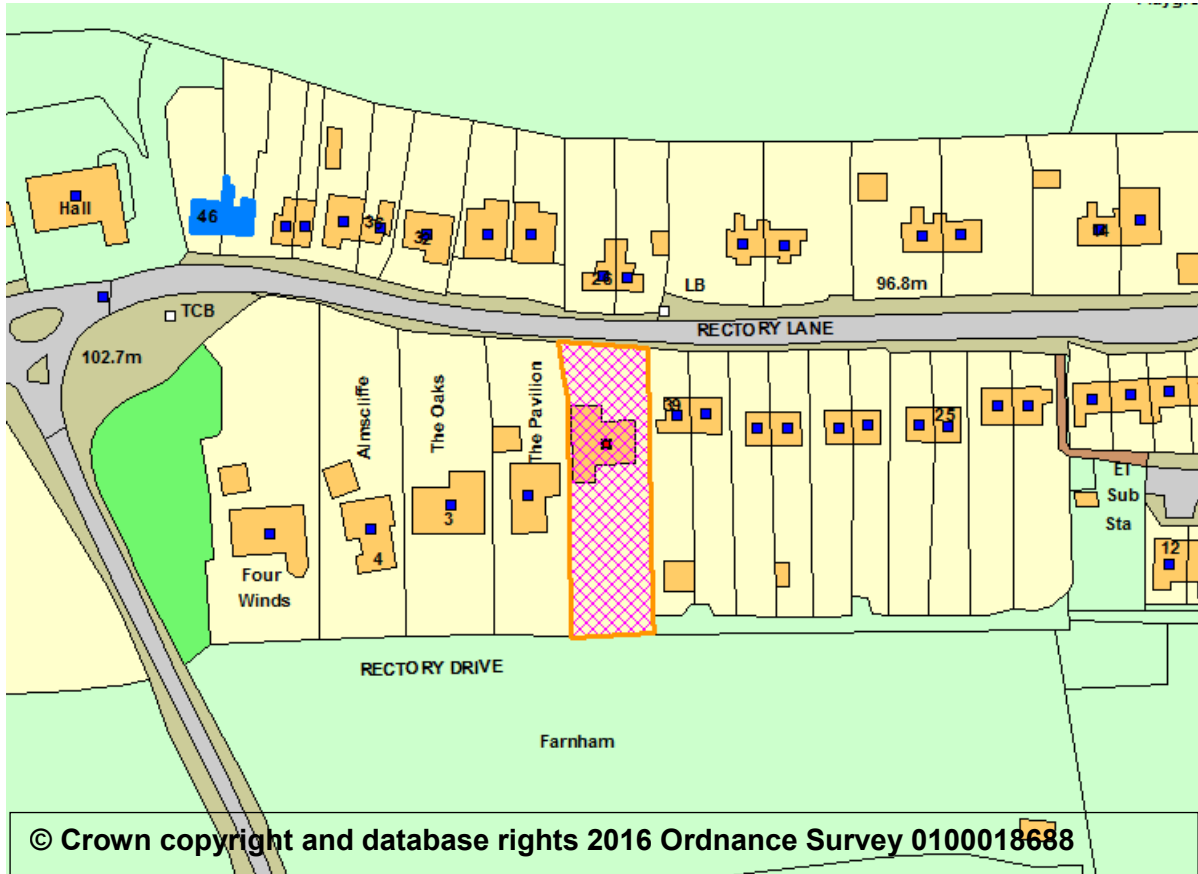 Hall
46
36
32
26
LB
96.8m
44
TCB
RECTORY LANE
102.7m
Almscliffe
The Oaks
The Pavilion
39
25
El
Sub
Sta
3
4
12
Four
Winds
RECTORY DRIVE
Farnham
© Crown copyright and database rights 2016 Ordnance Survey 0100018688